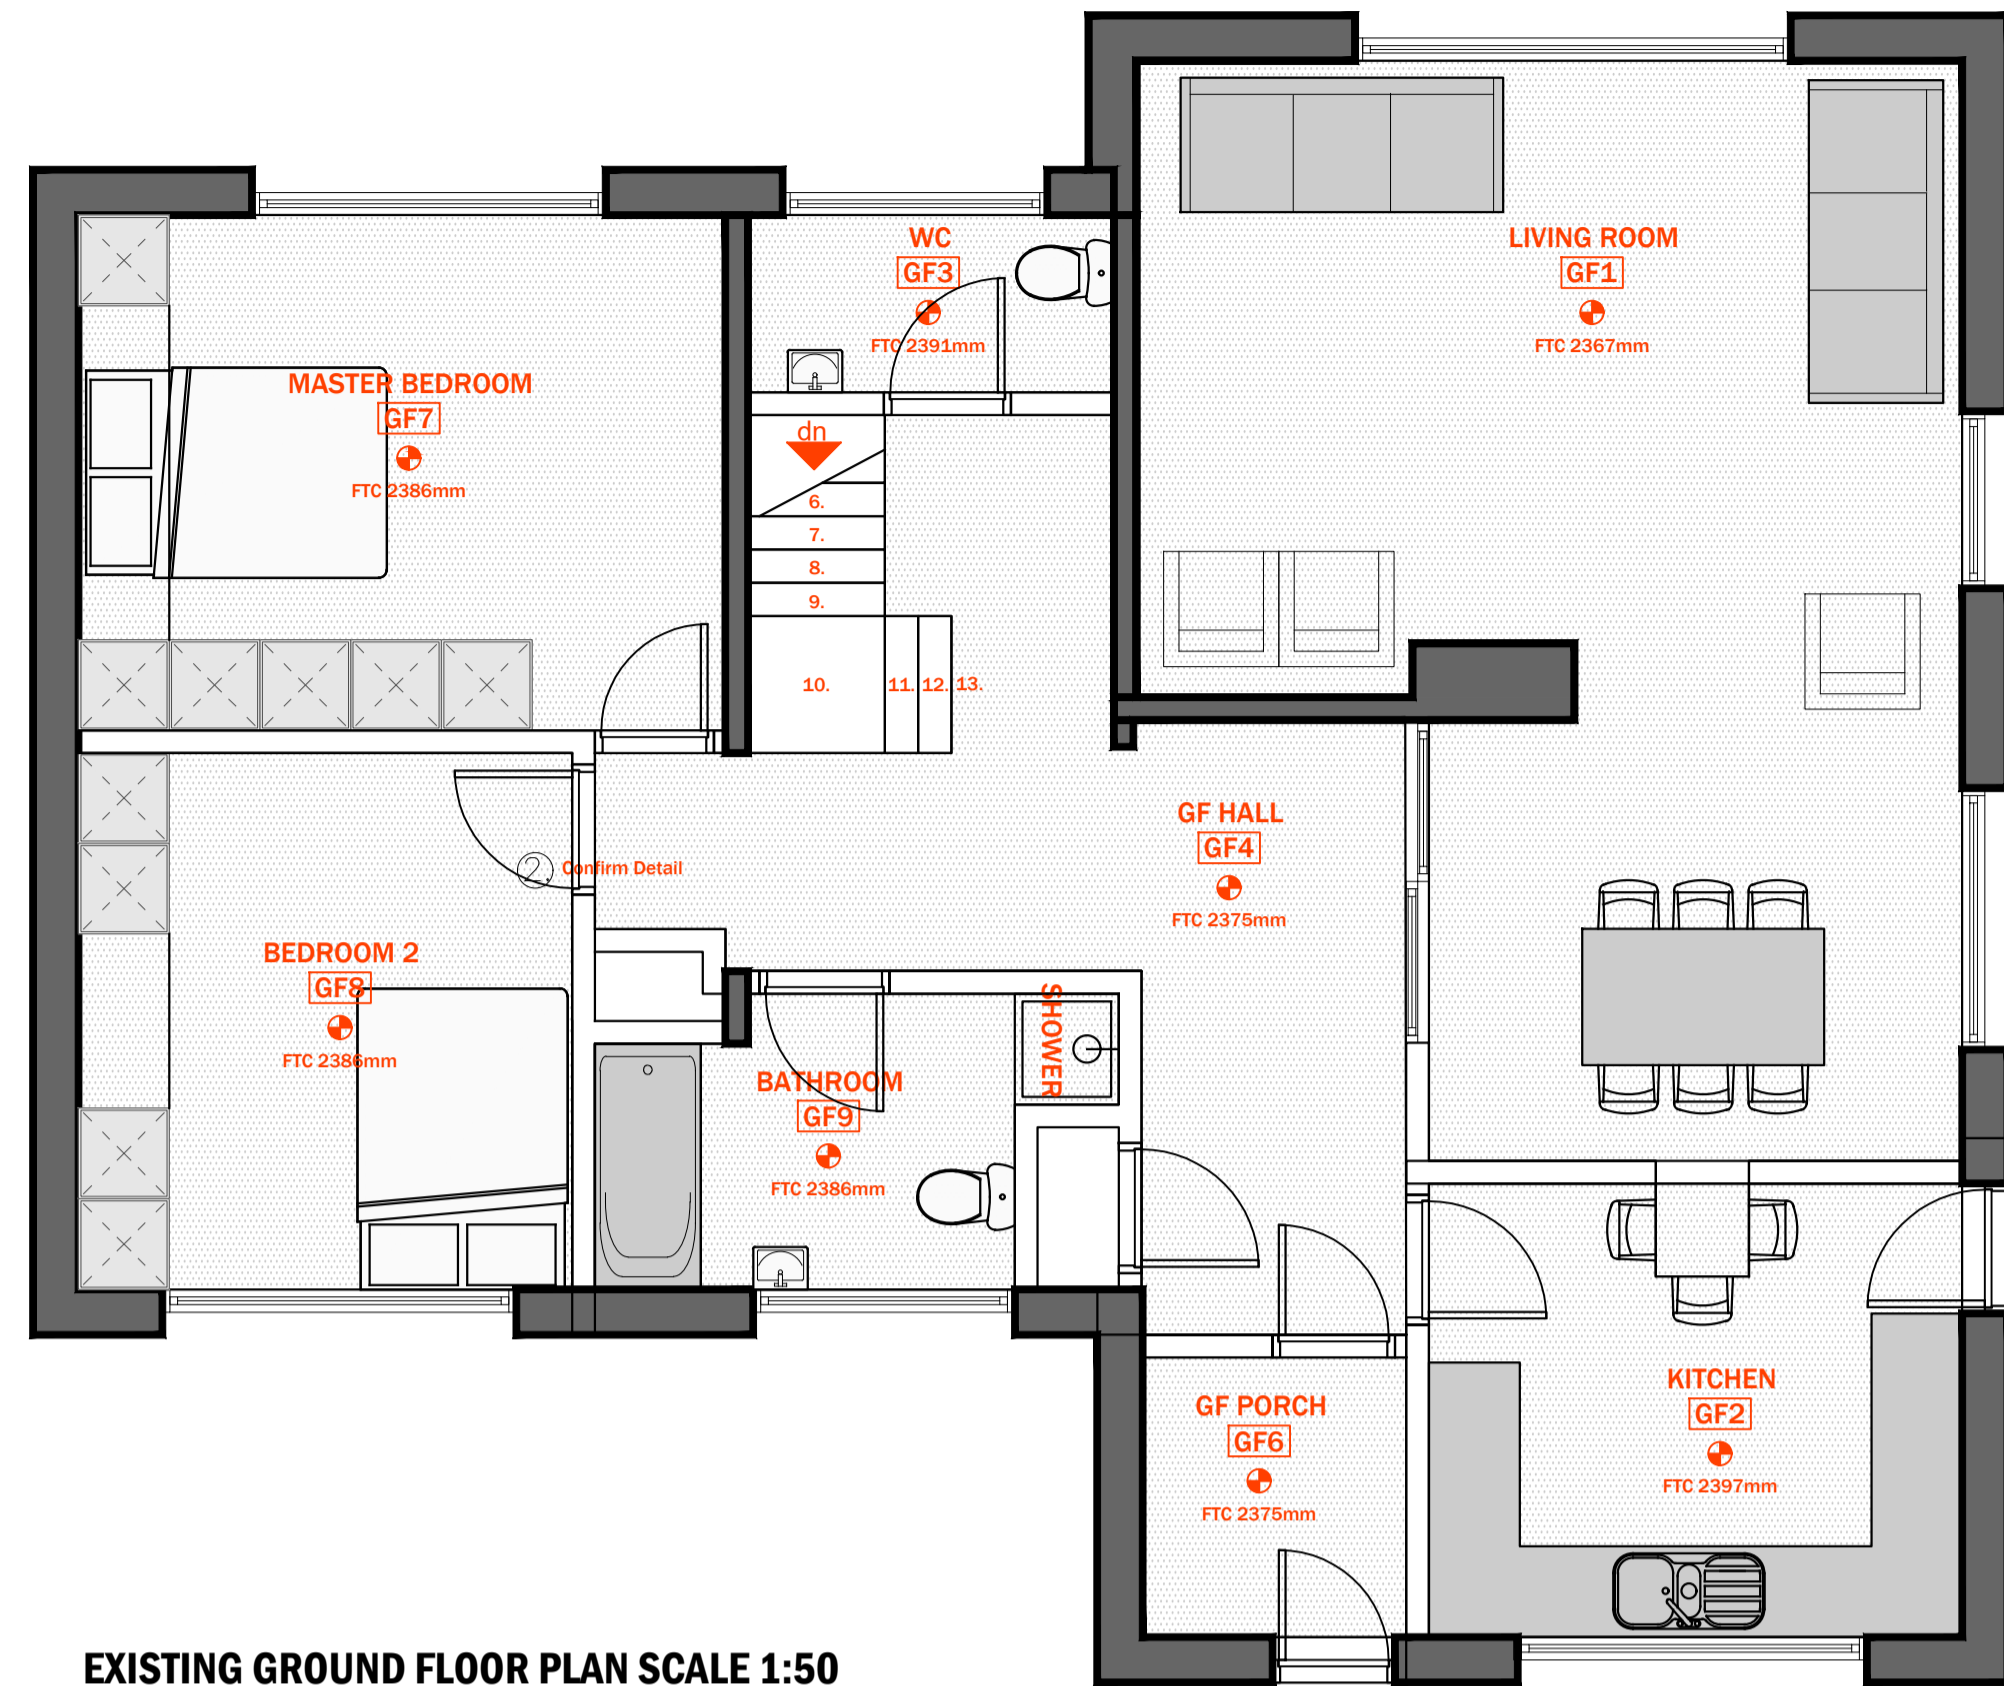 WC
GF3
FTC 2391mm
LIVING ROOM
GF1
FTC 2367mm
MASTER BEDROOM
GF7
FTC 2386mm
dn
6.
7.
8.
9.
10.
11.
12.
13.
GF HALL
GF4
FTC 2375mm
2.
Confirm Detail
BEDROOM 2
GF8
FTC 2386mm
SHOWER
BATHROOM
GF9
FTC 2386mm
GF PORCH
GF6
FTC 2375mm
KITCHEN
GF2
FTC 2397mm
EXISTING GROUND FLOOR PLAN SCALE 1:50